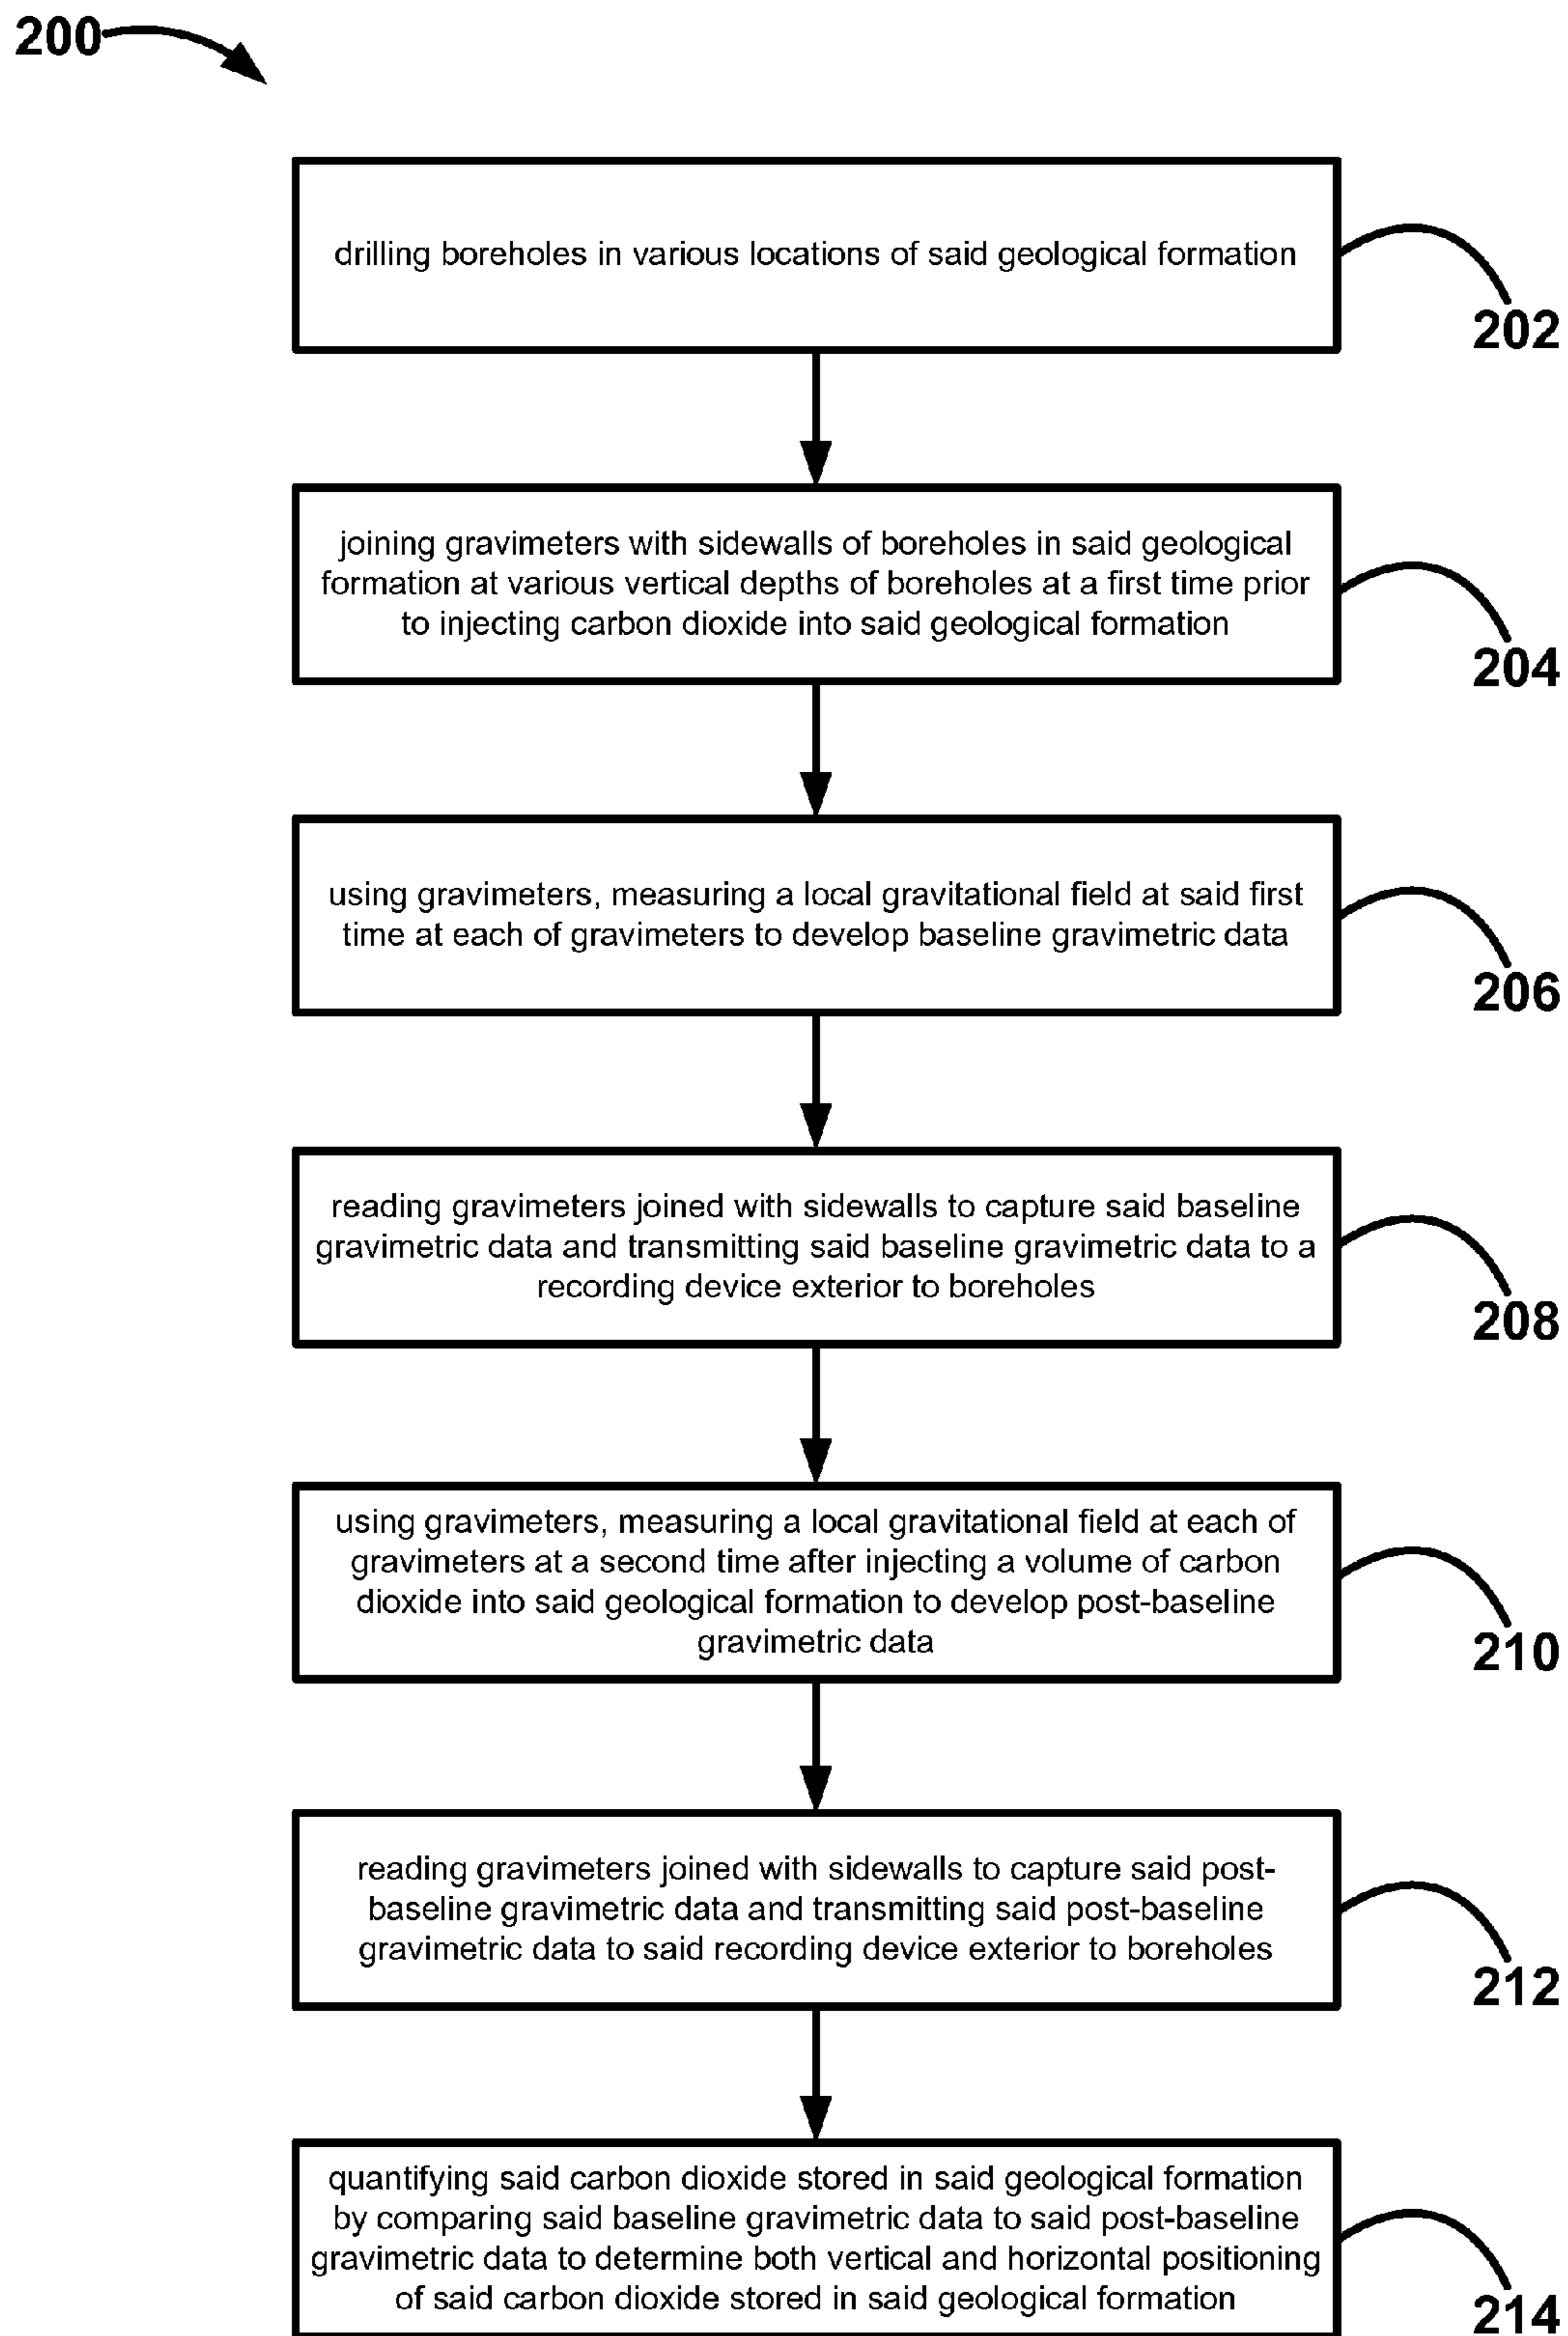 200
drilling boreholes in various locations of said geological formation
202
joining gravimeters with sidewalls of boreholes in said geological
formation at various vertical depths of boreholes at a first time prior
to injecting carbon dioxide into said geological formation
204
using gravimeters, measuring a local gravitational field at said first
time at each of gravimeters to develop baseline gravimetric data
206
reading gravimeters joined with sidewalls to capture said baseline
gravimetric data and transmitting said baseline gravimetric data to a
recording device exterior to boreholes
208
using gravimeters, measuring a local gravitational field at each of
gravimeters at a second time after injecting a volume of carbon
dioxide into said geological formation to develop post-baseline
gravimetric data
210
reading gravimeters joined with sidewalls to capture said post-
baseline gravimetric data and transmitting said post-baseline
gravimetric data to said recording device exterior to boreholes
212
quantifying said carbon dioxide stored in said geological formation
by comparing said baseline gravimetric data to said post-baseline
gravimetric data to determine both vertical and horizontal positioning
of said carbon dioxide stored in said geological formation
214